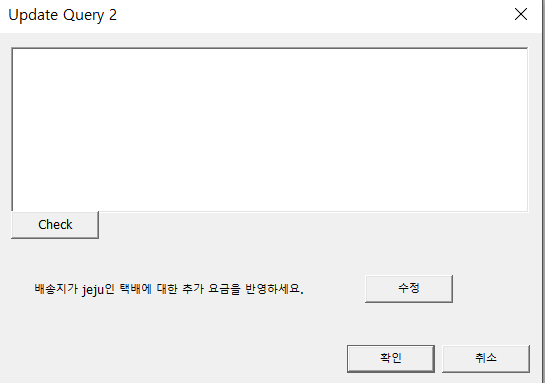 Update Query 2
Check
배송지가 jeju인 택배에 대한 추가 요금을 반영하세요.
수정
확인
취소